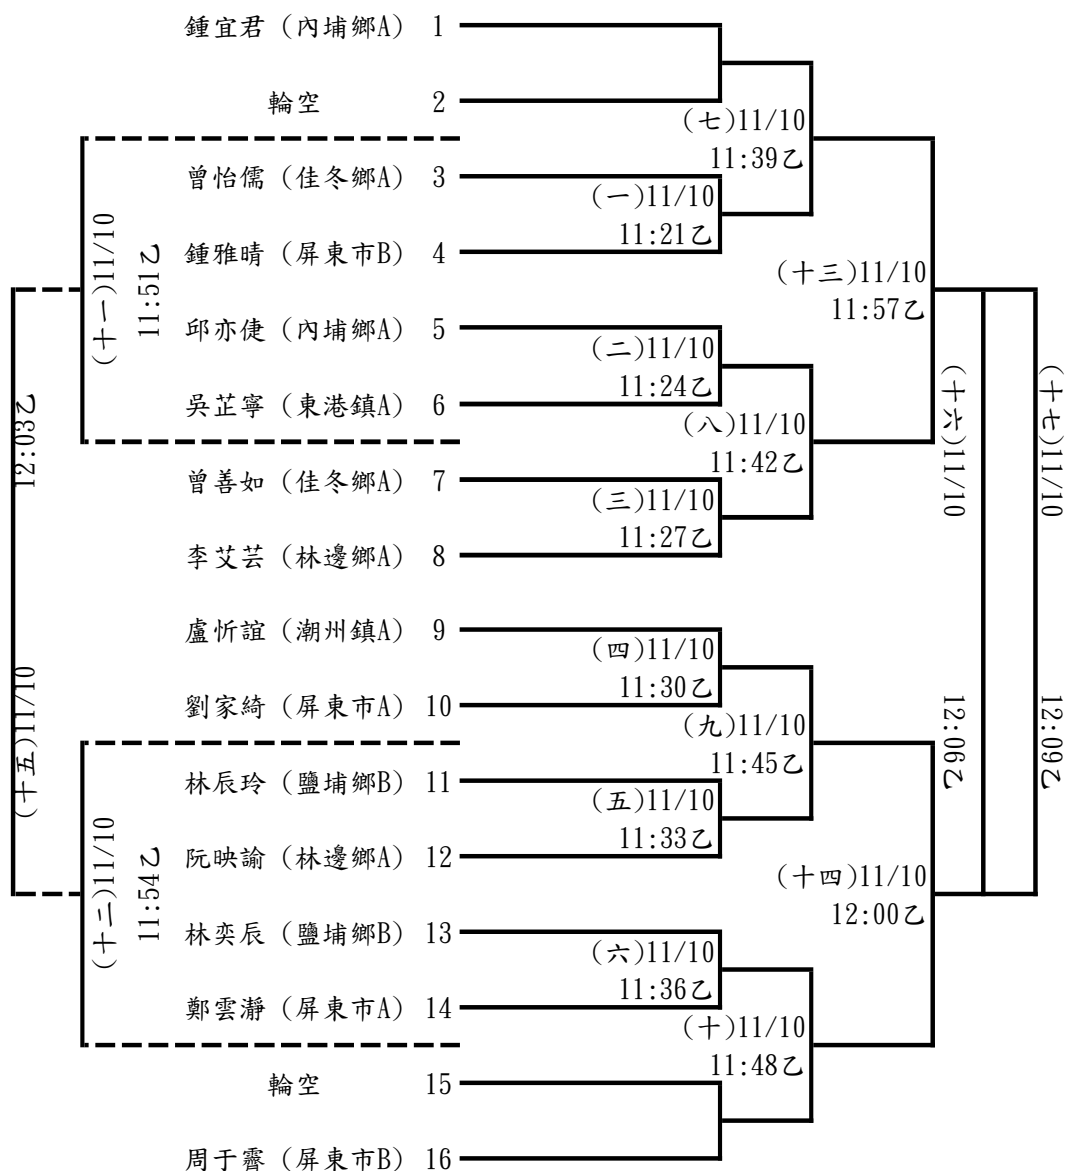 鍾宜君 (內埔鄉A) 1
輪空 2
(七)11/10
11:39乙
曾怡儒 (佳冬鄉A) 3
(一)11/10
11:21乙
鍾雅晴 (屏東市B) 4
(十一)11/10
11:51乙
(十三)11/10
11:57乙
邱亦倢 (內埔鄉A) 5
(二)11/10
11:24乙
吳芷寧 (東港鎮A) 6
(八)11/10
11:42乙
曾善如 (佳冬鄉A) 7
(三)11/10
11:27乙
李艾芸 (林邊鄉A) 8
(十五)11/10 12:03乙
(十六)11/10 12:06乙
(十七)11/10 12:09乙
盧忻誼 (潮州鎮A) 9
(四)11/10
11:30乙
劉家綺 (屏東市A) 10
(九)11/10
11:45乙
林辰玲 (鹽埔鄉B) 11
(五)11/10
11:33乙
阮映諭 (林邊鄉A) 12
(十二)11/10
11:54乙
(十四)11/10
12:00乙
林奕辰 (鹽埔鄉B) 13
(六)11/10
11:36乙
鄭雲瀞 (屏東市A) 14
(十)11/10
11:48乙
輪空 15
周于霽 (屏東市B) 16